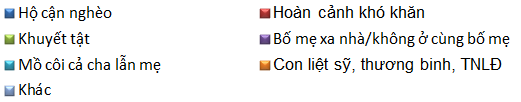 Hộ cận nghèo
Hoàn cảnh khó khăn
Khuyết tật
Bố mẹ xa nhà/không ở cùng bố mẹ
Mồ côi cả cha lẫn mẹ
Con liệt sỹ, thương binh, TNLĐ
Khác